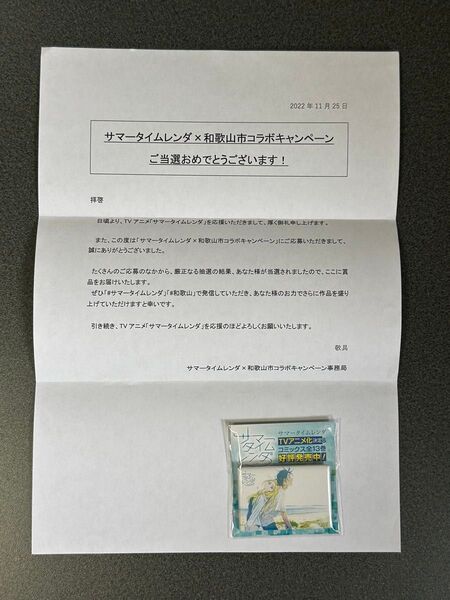 2022年11月25日
サマータイムレンダ×和歌山市コラボキャンペーン
ご当選おめでとうございます！
拝啓
日頃より、TVアニメ「サマータイムレンダ」を応援いただきまして、厚く御礼申し上げます。
また、この度は「サマータイムレンダ×和歌山市コラボキャンペーン」にご応募いただきまして、
誠にありがとうございました。
たくさんのご応募のなかから、厳正なる抽選の結果、あなた様が当選されましたので、ここに賞
品をお届けいたします。
ぜひ「#サマータイムレンダ」「#和歌山」で発信していただき、あなた様のお力でさらに作品を盛り
上げていただけますと幸いです。
引き続き、TVアニメ「サマータイムレンダ」を応援のほどよろしくお願いいたします。
敬具
サマータイムレンダ×和歌山市コラボキャンペーン事務局
サマータイムレンダ
サマータイムレンダ
TVアニメ化決定!!
コミックス全13巻
好評発売中!